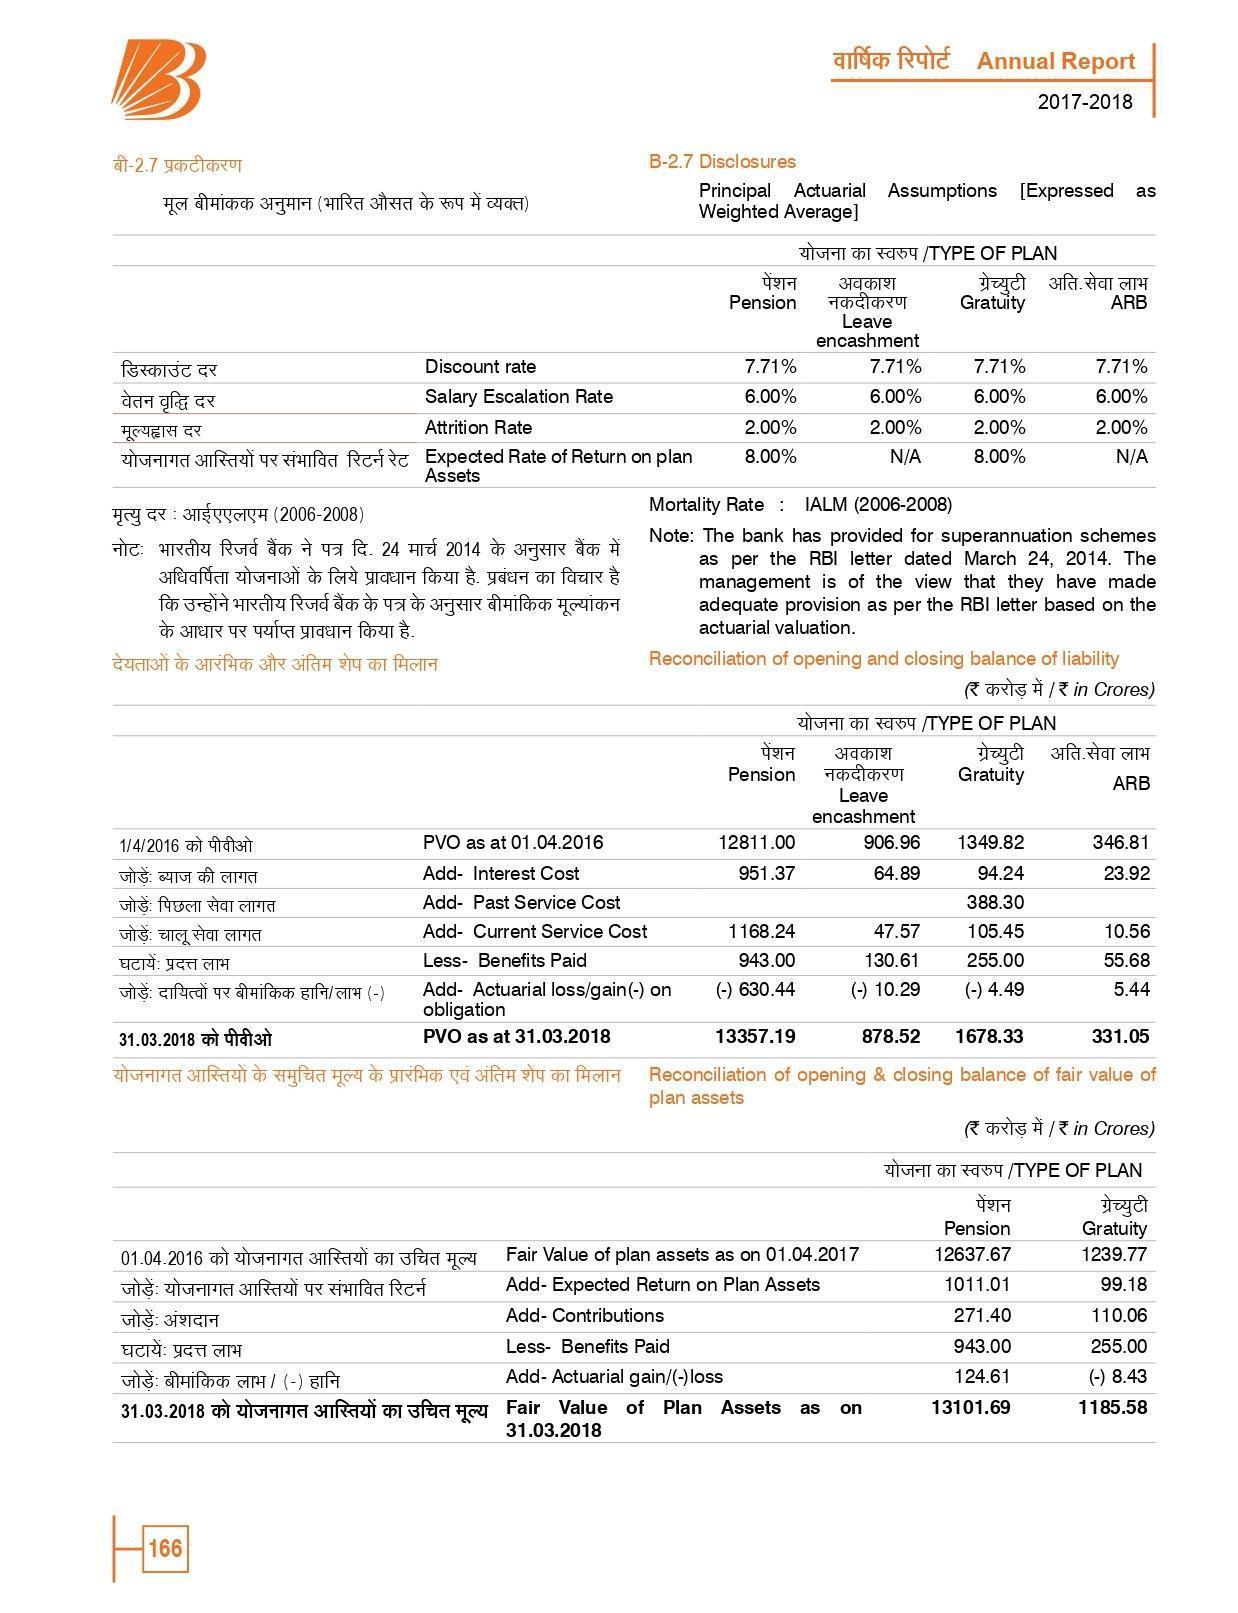 वार्षिक रिपोर्ट Annual Report
2017-2018
बी-2.7 प्रकटीकरण
मूल बीमांकक अनुमान (भारित औसत के रूप में व्यक्त)
B-2.7 Disclosures
Principal Actuarial Assumptions [Expressed as
Weighted Average]
योजना का स्वरुप /TYPE OF PLAN
पेंशन अवकाश ग्रेच्युटी अति.सेवा लाभ
Pension नकदीकरण Gratuity ARB
Leave
encashment
डिस्काउंट दर Discount rate 7.71% 7.71% 7.71% 7.71%
वेतन वृद्धि दर Salary Escalation Rate 6.00% 6.00% 6.00% 6.00%
मूल्यह्रास दर Attrition Rate 2.00% 2.00% 2.00% 2.00%
योजनागत आस्तियों पर संभावित रिटर्न रेट Expected Rate of Return on plan 8.00% N/A 8.00% N/A
Assets
मृत्यु दर : आईएएलएम (2006-2008)
नोट: भारतीय रिजर्व बैंक ने पत्र दि. 24 मार्च 2014 के अनुसार बैंक में
अधिवर्पिता योजनाओं के लिये प्रावधान किया है. प्रबंधन का विचार है
कि उन्होंने भारतीय रिजर्व बैंक के पत्र के अनुसार बीमांकिक मूल्यांकन
के आधार पर पर्याप्त प्रावधान किया है.
देयताओं के आरंभिक और अंतिम शेप का मिलान
Mortality Rate : IALM (2006-2008)
Note: The bank has provided for superannuation schemes
as per the RBI letter dated March 24, 2014. The
management is of the view that they have made
adequate provision as per the RBI letter based on the
actuarial valuation.
Reconciliation of opening and closing balance of liability
(₹ करोड़ में / ₹ in Crores)
योजना का स्वरुप /TYPE OF PLAN
पेंशन अवकाश ग्रेच्युटी अति.सेवा लाभ
Pension नकदीकरण Gratuity ARB
Leave
encashment
1/4/2016 को पीवीओ PVO as at 01.04.2016 12811.00 906.96 1349.82 346.81
जोड़ें: ब्याज की लागत Add- Interest Cost 951.37 64.89 94.24 23.92
जोड़ें: पिछला सेवा लागत Add- Past Service Cost 388.30
जोड़ें: चालू सेवा लागत Add- Current Service Cost 1168.24 47.57 105.45 10.56
घटायें: प्रदत्त लाभ Less- Benefits Paid 943.00 130.61 255.00 55.68
जोड़ें: दायित्वों पर बीमांकिक हानि/लाभ (-) Add- Actuarial loss/gain(-) on (-) 630.44 (-) 10.29 (-) 4.49 5.44
obligation
31.03.2018 को पीवीओ PVO as at 31.03.2018 13357.19 878.52 1678.33 331.05
योजनागत आस्तियों के समुचित मूल्य के प्रारंभिक एवं अंतिम शेप का मिलान
Reconciliation of opening & closing balance of fair value of
plan assets
(₹ करोड़ में / ₹ in Crores)
योजना का स्वरुप /TYPE OF PLAN
पेंशन ग्रेच्युटी
Pension Gratuity
01.04.2016 को योजनागत आस्तियों का उचित मूल्य Fair Value of plan assets as on 01.04.2017 12637.67 1239.77
जोड़ें: योजनागत आस्तियों पर संभावित रिटर्न Add- Expected Return on Plan Assets 1011.01 99.18
जोड़ें: अंशदान Add- Contributions 271.40 110.06
घटायें: प्रदत्त लाभ Less- Benefits Paid 943.00 255.00
जोड़ें: बीमांकिक लाभ / (-) हानि Add- Actuarial gain/(-)loss 124.61 (-) 8.43
31.03.2018 को योजनागत आस्तियों का उचित मूल्य Fair Value of Plan Assets as on 13101.69 1185.58
31.03.2018
166